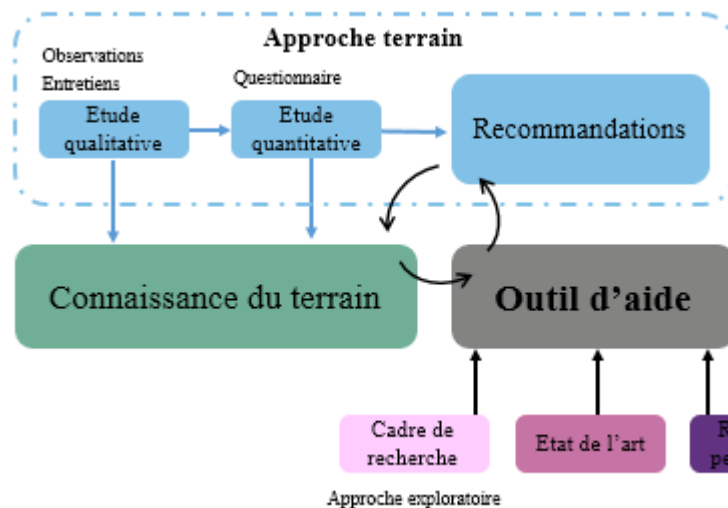 Approche terrain
Observations
Entretiens
Questionnaire
Etude
qualitative
Etude
quantitative
Recommandations
Connaissance du terrain
Outil d’aide
Cadre de
recherche
Etat de l’art
Approche exploratoire